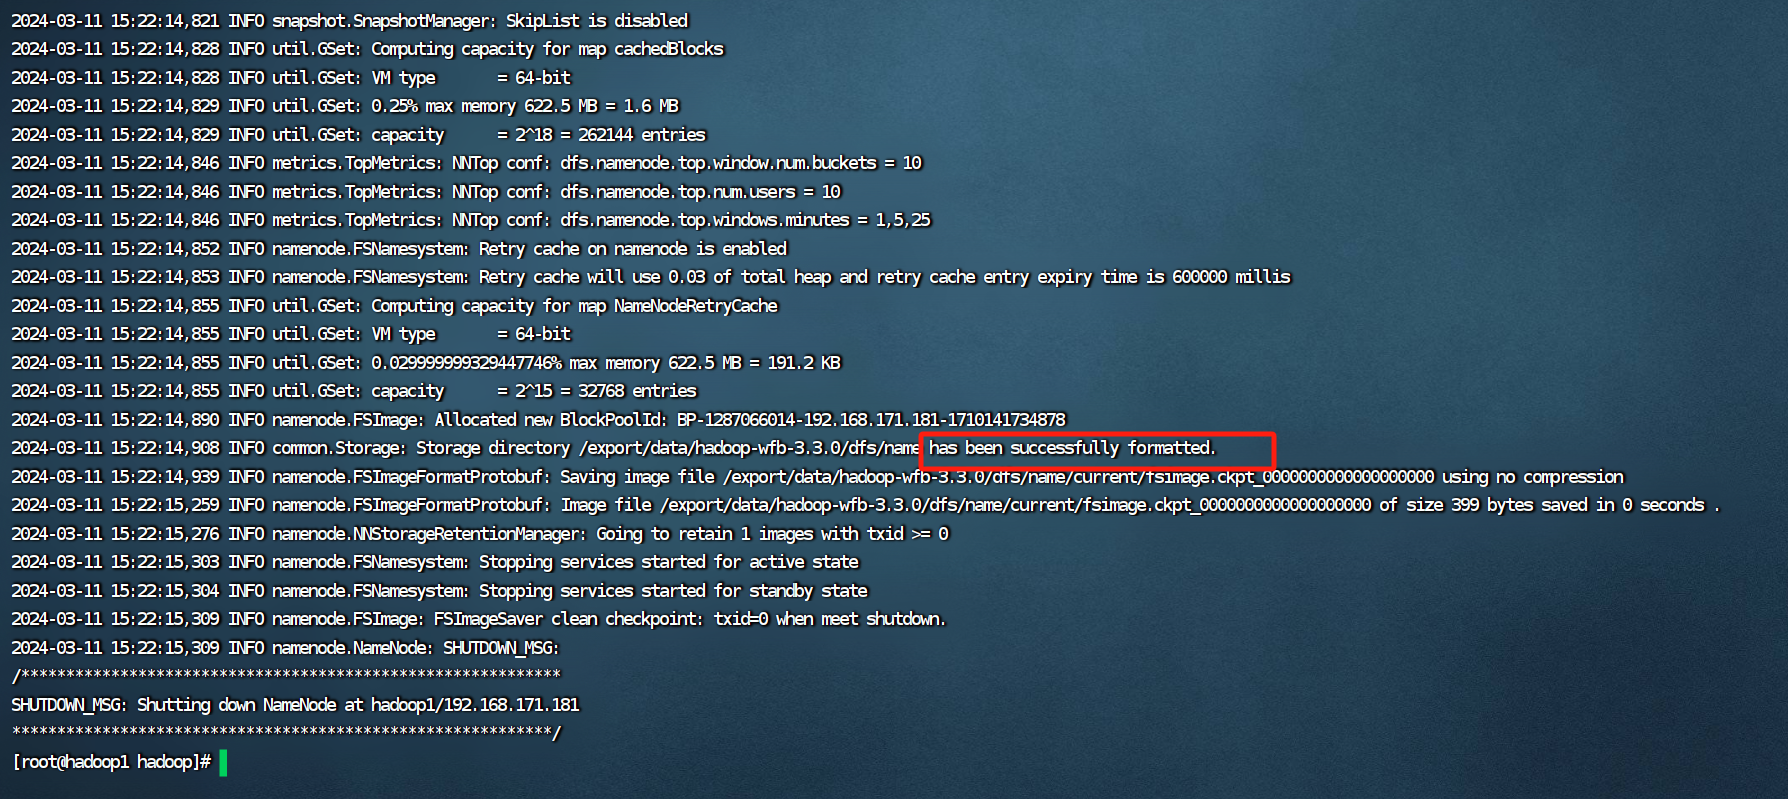 2024-03-11 15:22:14,821 INFO snapshot.SnapshotManager: SkipList is disabled
2024-03-11 15:22:14,828 INFO util.GSet: Computing capacity for map cachedBlocks
2024-03-11 15:22:14,828 INFO util.GSet: VM type       = 64-bit
2024-03-11 15:22:14,829 INFO util.GSet: 0.25% max memory 622.5 MB = 1.6 MB
2024-03-11 15:22:14,829 INFO util.GSet: capacity      = 2^18 = 262144 entries
2024-03-11 15:22:14,846 INFO metrics.TopMetrics: NNTop conf: dfs.namenode.top.window.num.buckets = 10
2024-03-11 15:22:14,846 INFO metrics.TopMetrics: NNTop conf: dfs.namenode.top.num.users = 10
2024-03-11 15:22:14,846 INFO metrics.TopMetrics: NNTop conf: dfs.namenode.top.windows.minutes = 1,5,25
2024-03-11 15:22:14,852 INFO namenode.FSNamesystem: Retry cache on namenode is enabled
2024-03-11 15:22:14,853 INFO namenode.FSNamesystem: Retry cache will use 0.03 of total heap and retry cache entry expiry time is 600000 millis
2024-03-11 15:22:14,855 INFO util.GSet: Computing capacity for map NameNodeRetryCache
2024-03-11 15:22:14,855 INFO util.GSet: VM type       = 64-bit
2024-03-11 15:22:14,855 INFO util.GSet: 0.029999999329447746% max memory 622.5 MB = 191.2 KB
2024-03-11 15:22:14,855 INFO util.GSet: capacity      = 2^15 = 32768 entries
2024-03-11 15:22:14,890 INFO namenode.FSImage: Allocated new BlockPoolId: BP-1287066014-192.168.171.181-1710141734878
2024-03-11 15:22:14,908 INFO common.Storage: Storage directory /export/data/hadoop-wfb-3.3.0/dfs/name has been successfully formatted.
2024-03-11 15:22:14,939 INFO namenode.FSImageFormatProtobuf: Saving image file /export/data/hadoop-wfb-3.3.0/dfs/name/current/fsimage.ckpt_0000000000000000000 using no compression
2024-03-11 15:22:15,259 INFO namenode.FSImageFormatProtobuf: Image file /export/data/hadoop-wfb-3.3.0/dfs/name/current/fsimage.ckpt_0000000000000000000 of size 399 bytes saved in 0 seconds .
2024-03-11 15:22:15,276 INFO namenode.NNStorageRetentionManager: Going to retain 1 images with txid >= 0
2024-03-11 15:22:15,303 INFO namenode.FSNamesystem: Stopping services started for active state
2024-03-11 15:22:15,304 INFO namenode.FSNamesystem: Stopping services started for standby state
2024-03-11 15:22:15,309 INFO namenode.FSImage: FSImageSaver clean checkpoint: txid=0 when meet shutdown.
2024-03-11 15:22:15,309 INFO namenode.NameNode: SHUTDOWN_MSG:
/************************************************************
SHUTDOWN_MSG: Shutting down NameNode at hadoop1/192.168.171.181
************************************************************/
[root@hadoop1 hadoop]#